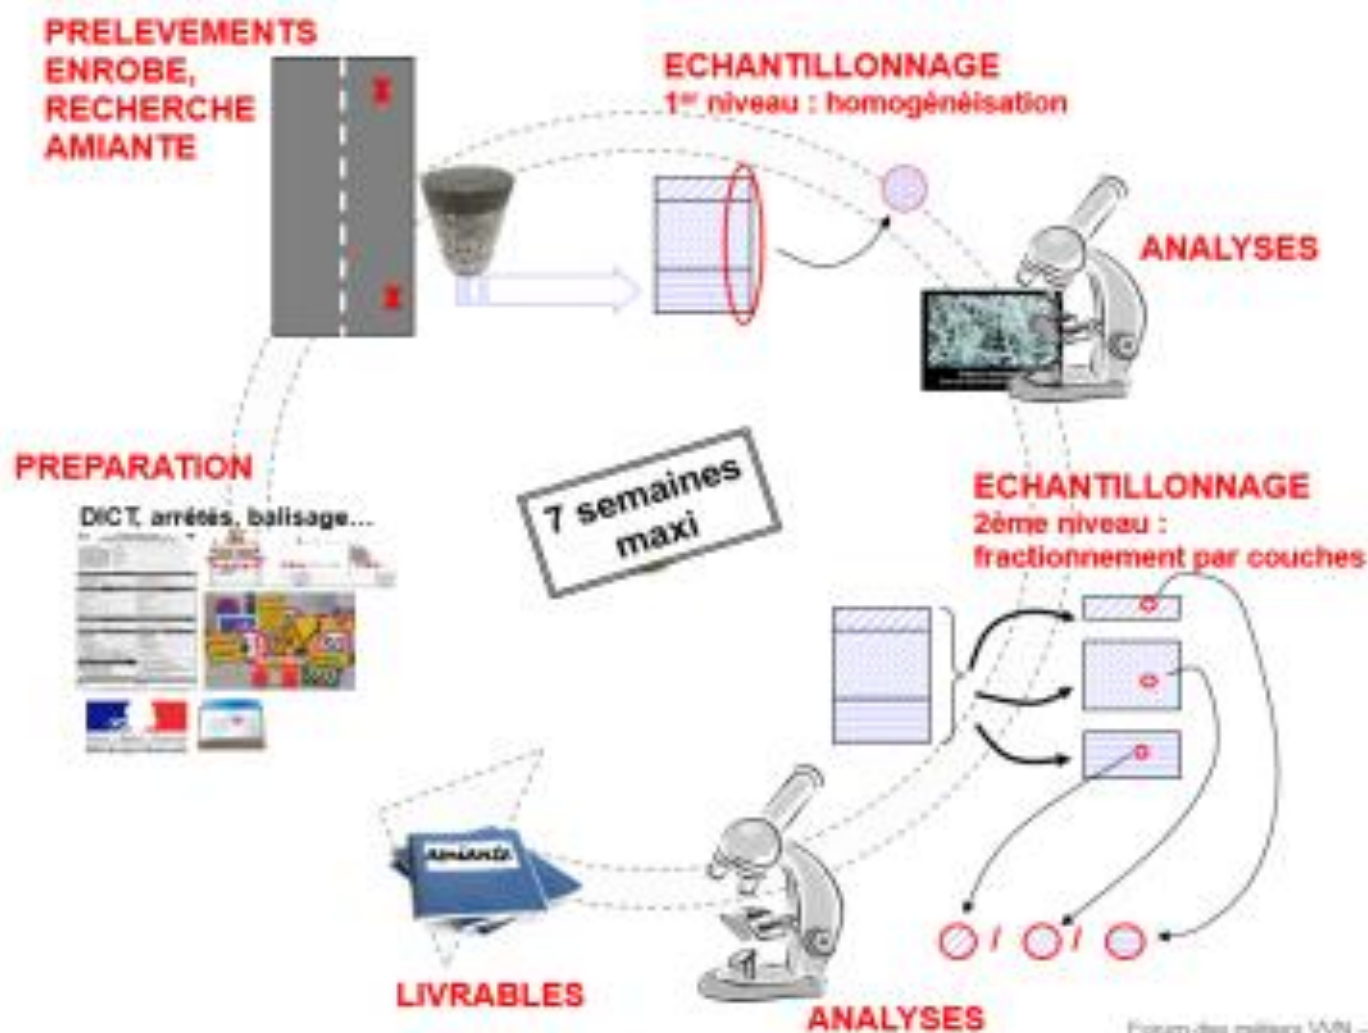 PRELEVEMENTS
ENROBE,
RECHERCHE
AMIANTE
ECHANTILLONNAGE
1er niveau : homogénéisation
ANALYSES
PREPARATION
DICT, arrêtés, balisage...
7 semaines
maxi
ECHANTILLONNAGE
2ème niveau :
fractionnement par couches
amiante
/ /
LIVRABLES
ANALYSES